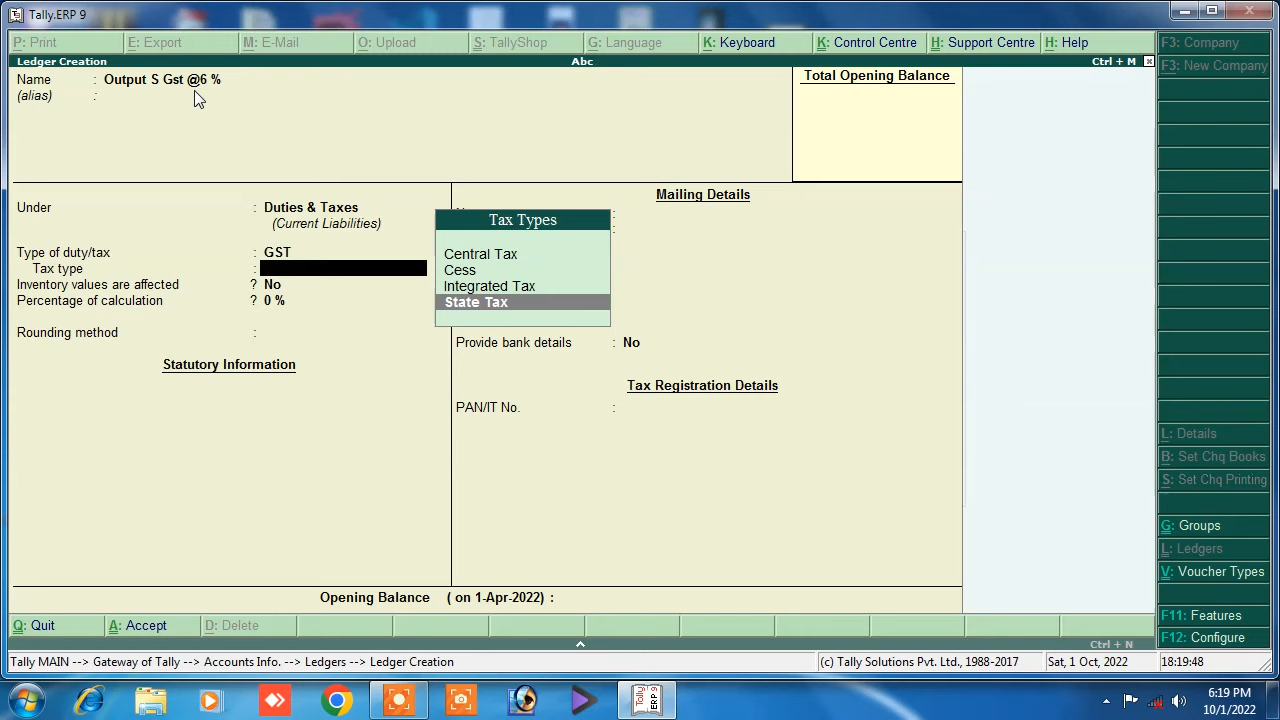 Tally.ERP 9
P: Print
E: Export
M: E-Mail
O: Upload
S: TallyShop
G: Language
K: Keyboard
K: Control Centre
H: Support Centre
H: Help
F3: Company
F3: New Company
Ledger Creation
Abc
Ctrl + M
Name : Output S Gst @6 %
(alias) :
Total Opening Balance
Under : Duties & Taxes
(Current Liabilities)
Type of duty/tax : GST
Tax type :
Inventory values are affected ? No
Percentage of calculation ? 0 %
Rounding method :
Statutory Information
Tax Types
Central Tax
Cess
Integrated Tax
State Tax
Mailing Details
Provide bank details : No
Tax Registration Details
PAN/IT No. :
Opening Balance ( on 1-Apr-2022) :
L: Details
B: Set Chq Books
S: Set Chq Printing
G: Groups
L: Ledgers
V: Voucher Types
F11: Features
F12: Configure
Q: Quit
A: Accept
D: Delete
Ctrl + N
Tally MAIN --> Gateway of Tally --> Accounts Info. --> Ledgers --> Ledger Creation
(c) Tally Solutions Pvt. Ltd., 1988-2017
Sat, 1 Oct, 2022
18:19:48
Tally
ERP 9
6:19 PM
10/1/2022